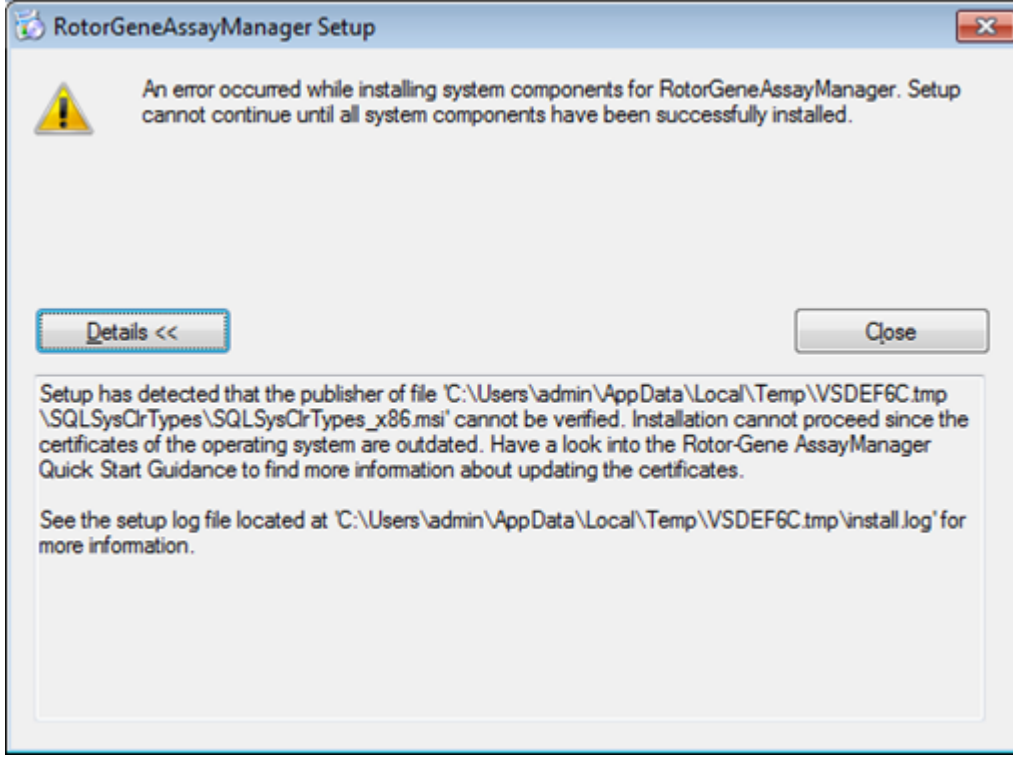 RotorGeneAssayManager Setup
An error occurred while installing system components for RotorGeneAssayManager. Setup
cannot continue until all system components have been successfully installed.
Details <<
Close
Setup has detected that the publisher of file 'C:\Users\admin\AppData\Local\Temp\VSDEF6C.tmp
\SQLSysClrTypes\SQLSysClrTypes_x86.msi' cannot be verified. Installation cannot proceed since the
certificates of the operating system are outdated. Have a look into the Rotor-Gene AssayManager
Quick Start Guidance to find more information about updating the certificates.
See the setup log file located at 'C:\Users\admin\AppData\Local\Temp\VSDEF6C.tmp\install.log' for
more information.